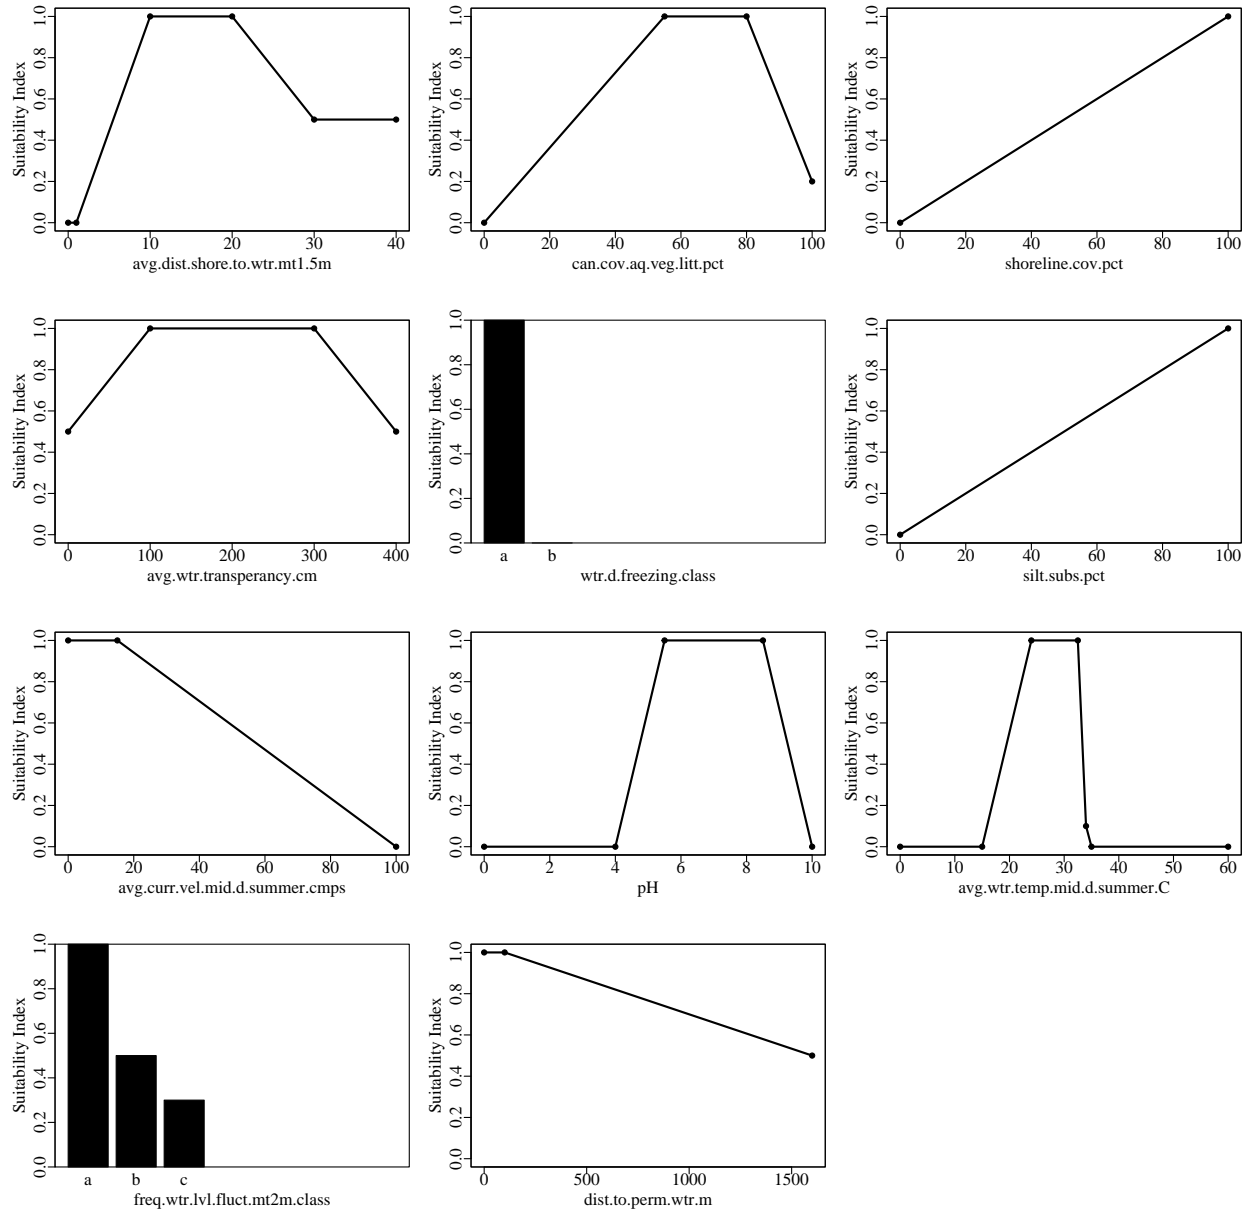 Suitability Index
0.0 0.2 0.4 0.6 0.8 1.0
0 10 20 30 40
avg.dist.shore.to.wtr.mt1.5m
Suitability Index
0.0 0.2 0.4 0.6 0.8 1.0
0 20 40 60 80 100
can.cov.aq.veg.litt.pct
Suitability Index
0.0 0.2 0.4 0.6 0.8 1.0
0 20 40 60 80 100
shoreline.cov.pct
Suitability Index
0.0 0.2 0.4 0.6 0.8 1.0
0 100 200 300 400
avg.wtr.transperancy.cm
Suitability Index
0.0 0.2 0.4 0.6 0.8 1.0
a b
wtr.d.freezing.class
Suitability Index
0.0 0.2 0.4 0.6 0.8 1.0
0 20 40 60 80 100
silt.subs.pct
Suitability Index
0.0 0.2 0.4 0.6 0.8 1.0
0 20 40 60 80 100
avg.curr.vel.mid.d.summer.cmps
Suitability Index
0.0 0.2 0.4 0.6 0.8 1.0
0 2 4 6 8 10
pH
Suitability Index
0.0 0.2 0.4 0.6 0.8 1.0
0 10 20 30 40 50 60
avg.wtr.temp.mid.d.summer.C
Suitability Index
0.0 0.2 0.4 0.6 0.8 1.0
a b c
freq.wtr.lvl.fluct.mt2m.class
Suitability Index
0.0 0.2 0.4 0.6 0.8 1.0
0 500 1000 1500
dist.to.perm.wtr.m